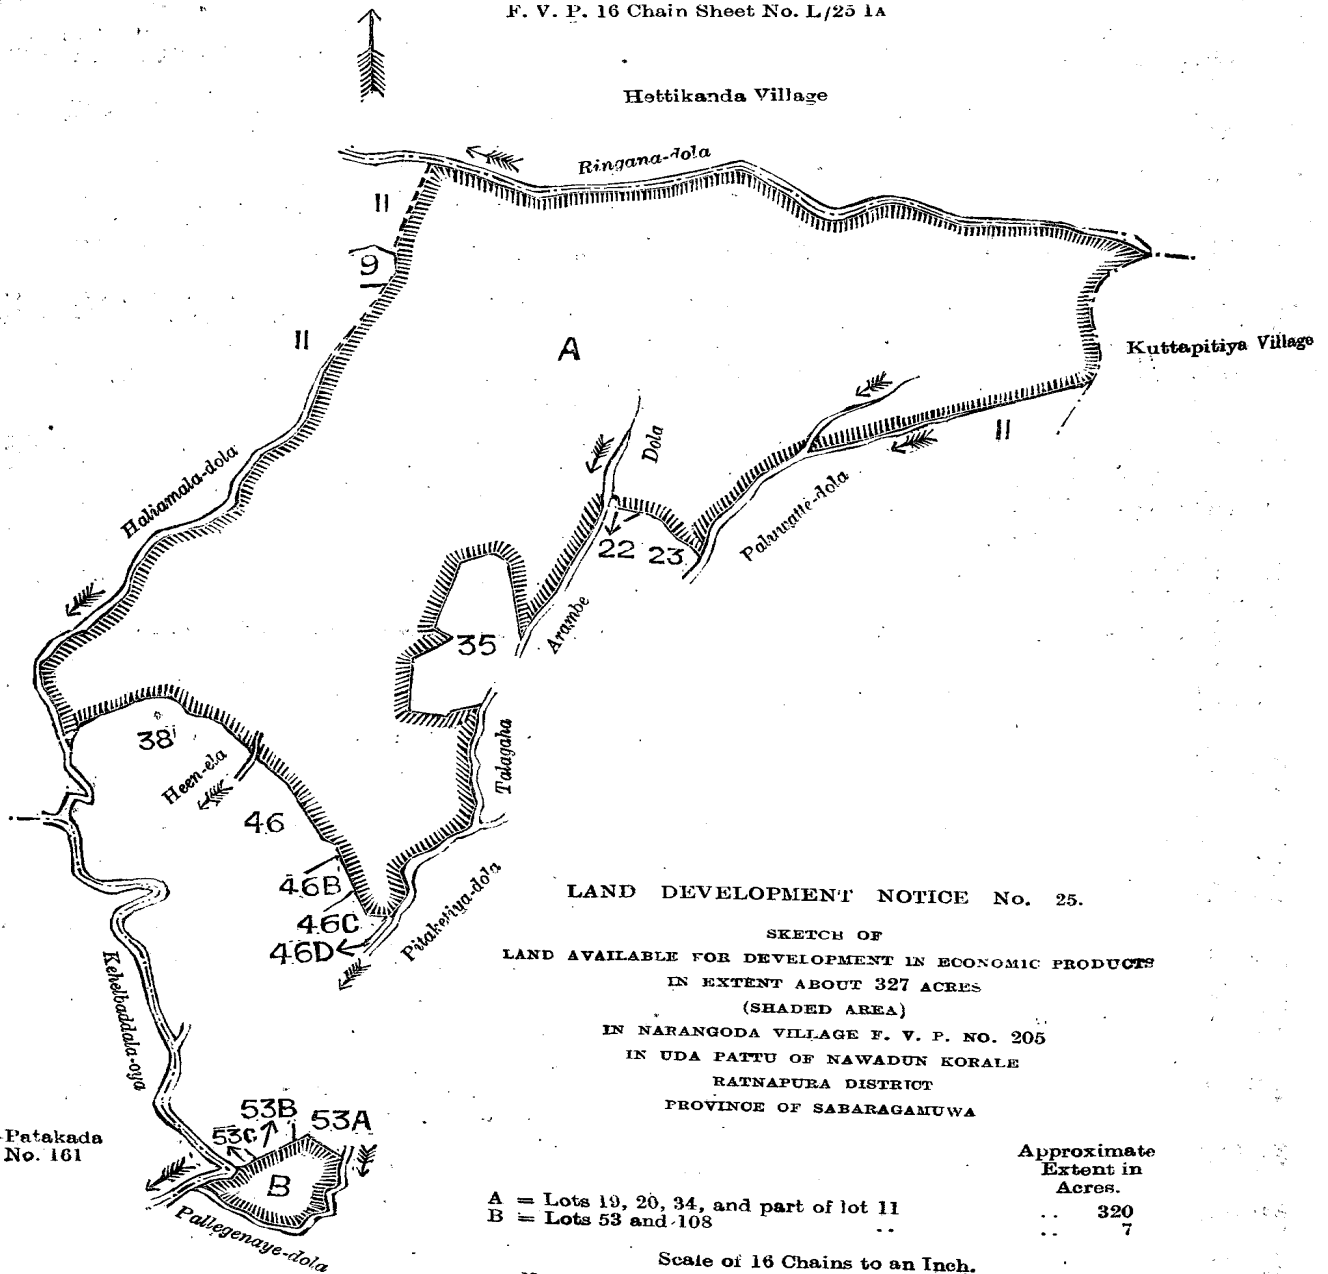 F. V. P. 16 Chain Sheet No. L/25 1A
Hettikanda Village
Ringana-dola
II
9
II
A
Kuttapitiya Village
II
Dola
Haliamala-dola
Paluwatte-dola
22 23
Arambe
35
38
Talagaha
Heen-ela
46
46B
46C
46D
Pitaketiya-dola
LAND DEVELOPMENT NOTICE No. 25.
SKETCH OF
LAND AVAILABLE FOR DEVELOPMENT IN ECONOMIC PRODUCTS
IN EXTENT ABOUT 327 ACRES
(SHADED AREA)
IN NARANGODA VILLAGE F. V. P. NO. 205
IN UDA PATTU OF NAWADUN KORALE
RATNAPURA DISTRICT
PROVINCE OF SABARAGAMUWA
Kehelbaddala-oya
53B
53A
53C
Patakada
No. 161
B
Pallegenaye-dola
Approximate
Extent in
Acres.
A = Lots 19, 20, 34, and part of lot 11 .. 320
B = Lots 53 and 108 .. .. 7
Scale of 16 Chains to an Inch.